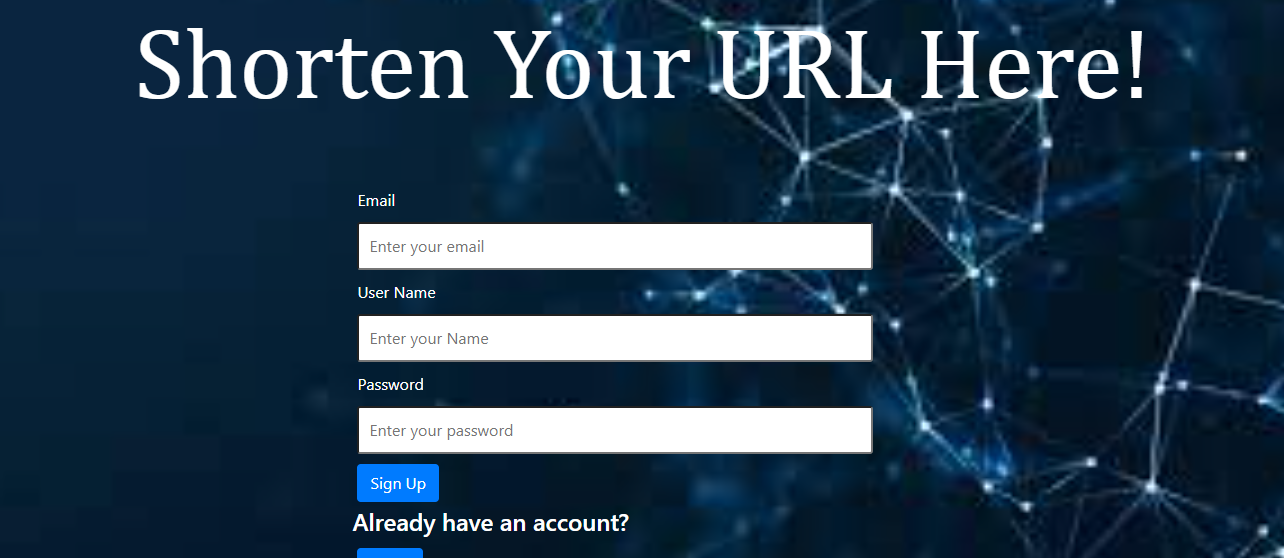 Shorten Your URL Here!
Email
Enter your email
User Name
Enter your Name
Password
Enter your password
Sign Up
Already have an account?